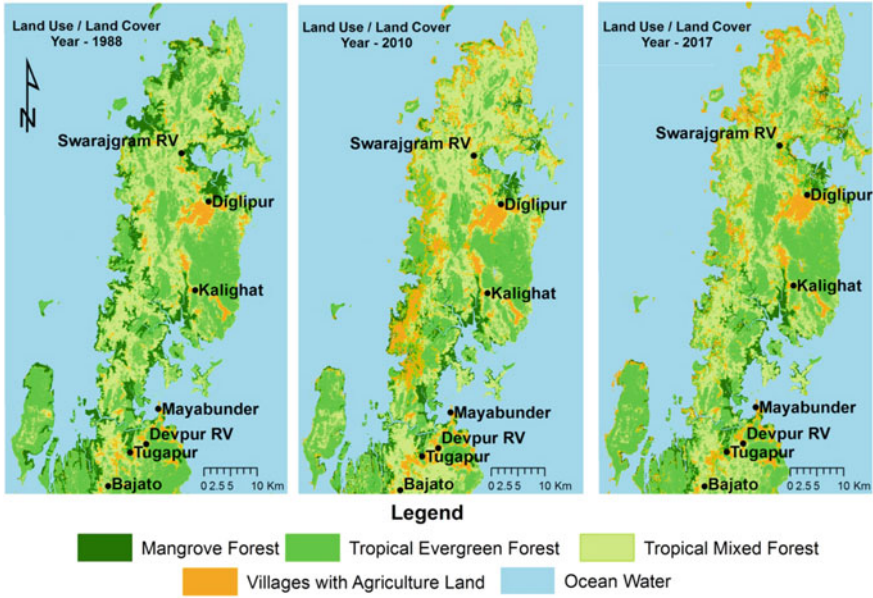 Land Use / Land Cover
Year - 1988
N
Swarajgram RV
Diglipur
Kalighat
Mayabunder
Devpur RV
Tugapur
Bajato
0 2.5 5 10 Km
Land Use / Land Cover
Year - 2010
Swarajgram RV
Diglipur
Kalighat
Mayabunder
Devpur RV
Tugapur
Bajato
0 2.5 5 10 Km
Land Use / Land Cover
Year - 2017
Swarajgram RV
Diglipur
Kalighat
Mayabunder
Devpur RV
Tugapur
Bajato
0 2.5 5 10 Km
Legend
Mangrove Forest Tropical Evergreen Forest Tropical Mixed Forest
Villages with Agriculture Land Ocean Water